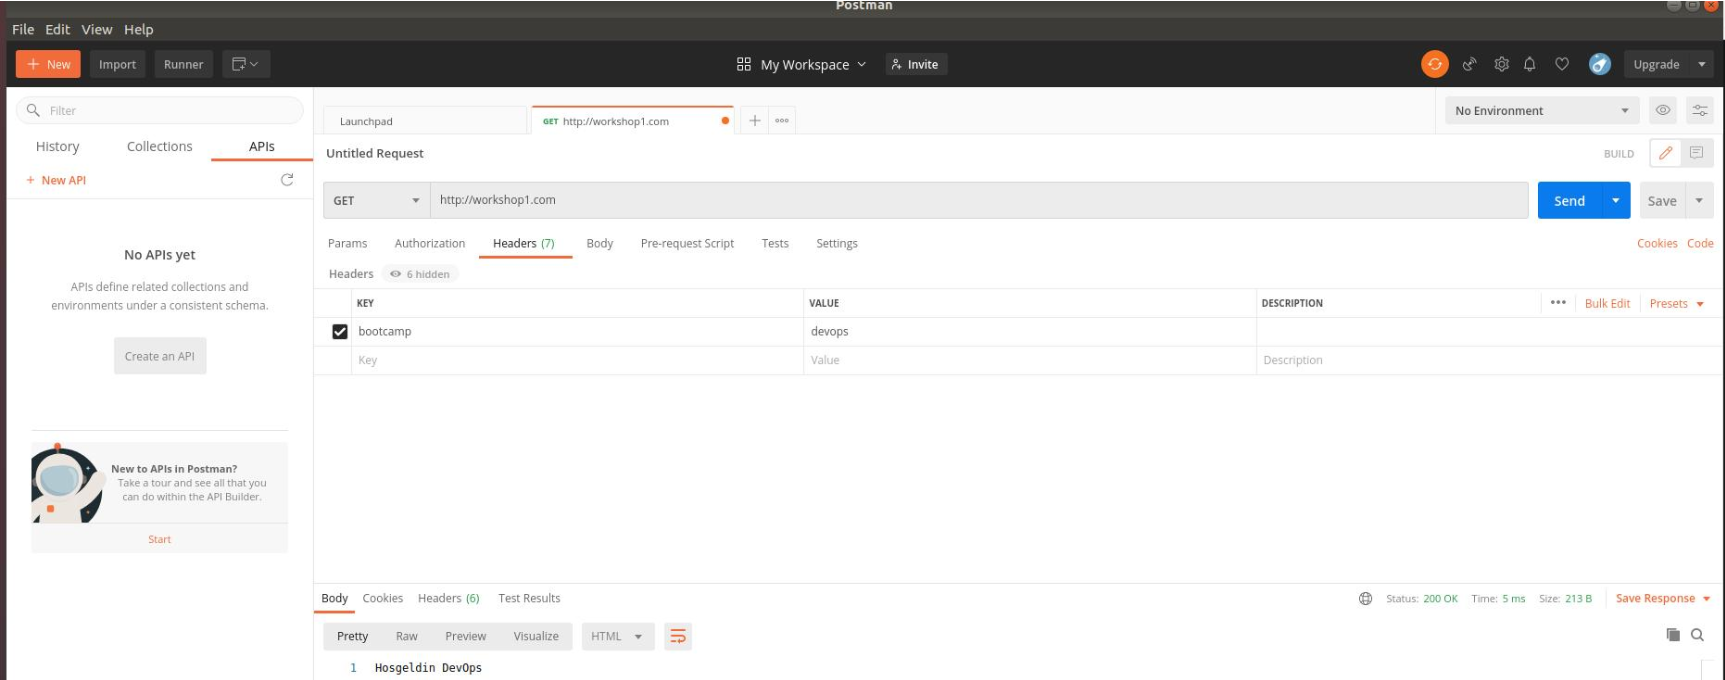 Postman
File Edit View Help
+ New Import Runner My Workspace Invite Upgrade
Filter
History Collections APIs
+ New API
No APIs yet
APIs define related collections and
environments under a consistent schema.
Create an API
New to APIs in Postman?
Take a tour and see all that you
can do within the API Builder.
Start
Launchpad GET http://workshop1.com + ooo No Environment
Untitled Request BUILD
GET http://workshop1.com Send Save
Params Authorization Headers (7) Body Pre-request Script Tests Settings Cookies Code
Headers 6 hidden
KEY VALUE DESCRIPTION ••• Bulk Edit Presets
bootcamp devops
Key Value Description
Body Cookies Headers (6) Test Results Status: 200 OK Time: 5 ms Size: 213 B Save Response
Pretty Raw Preview Visualize HTML
1 Hosgeldin DevOps